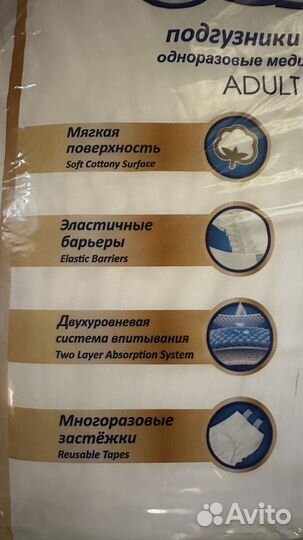 подгузники
одноразовые
ADULT
Мягкая
поверхность
Soft Cottony Surface
Эластичные
барьеры
Elastic Barriers
Двухуровневая
система впитывания
Two Layer Absorption System
Многоразовые
застёжки
Reusable Tapes
Avito